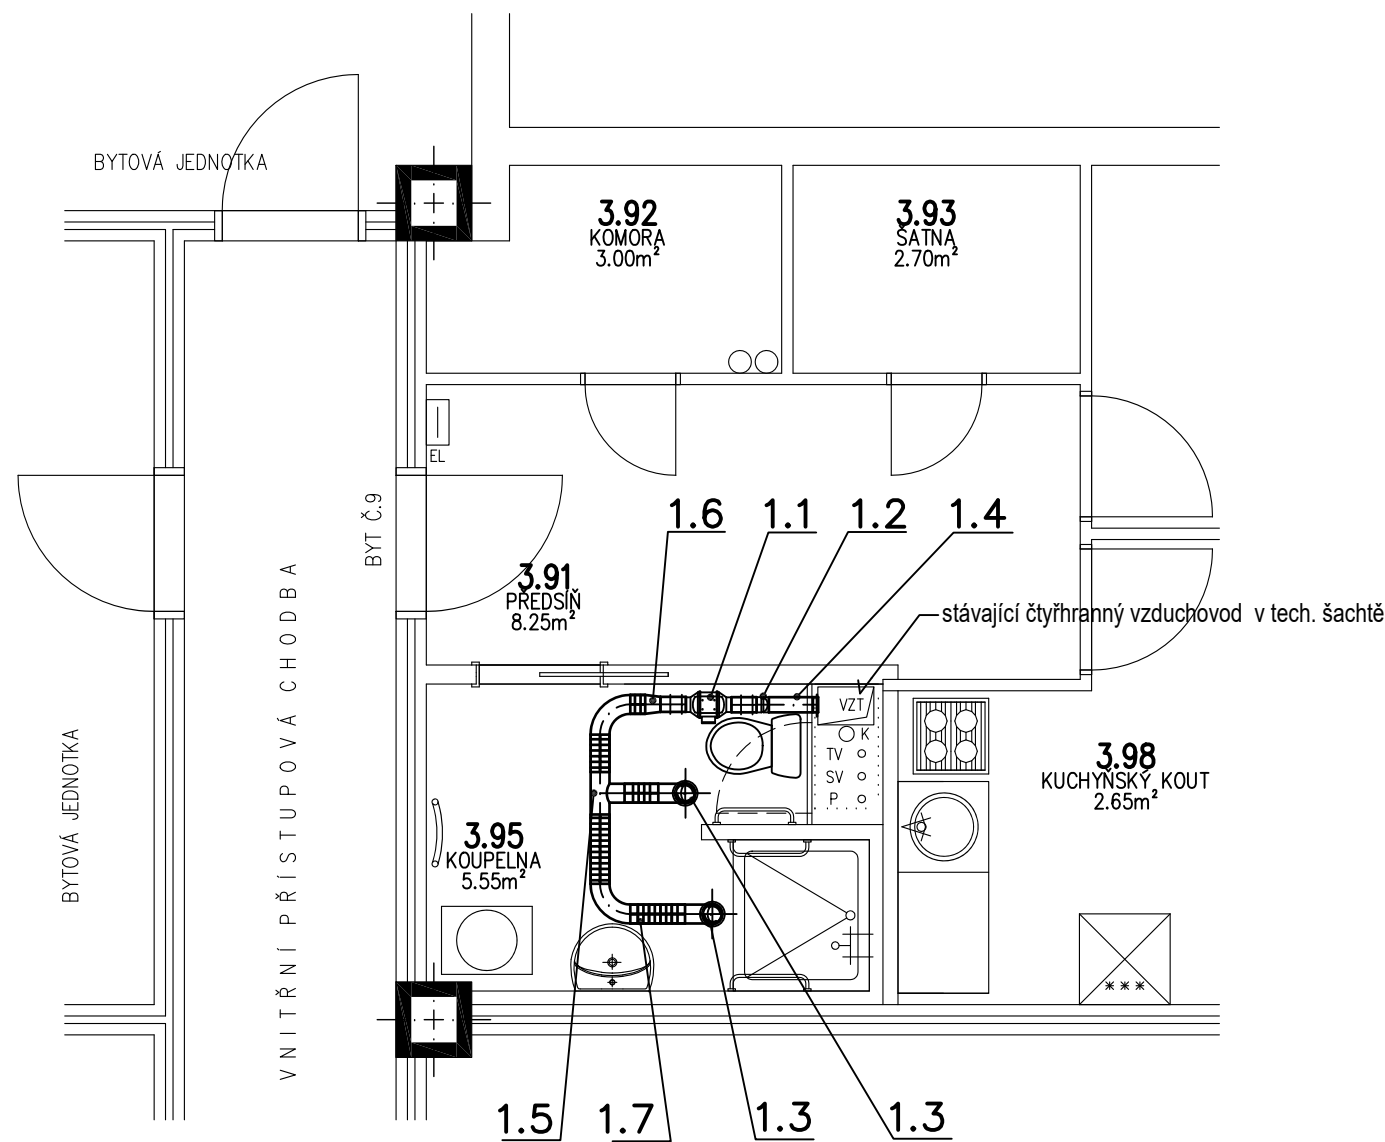 BYTOVÁ JEDNOTKA
3.92
KOMORA
3.00m²
3.93
ŠATNA
2.70m²
EL
BYT Č.9
1.6
1.1
1.2
1.4
3.91
PŘEDSÍŇ
8.25m²
stávající čtyřhranný vzduchovod v tech. šachtě
VZT
K
TV
SV
P
3.98
KUCHYŇSKÝ KOUT
2.65m²
BYTOVÁ JEDNOTKA
VNITŘNÍ PŘÍSTUPOVÁ CHODBA
3.95
KOUPELNA
5.55m²
***
1.5
1.7
1.3
1.3